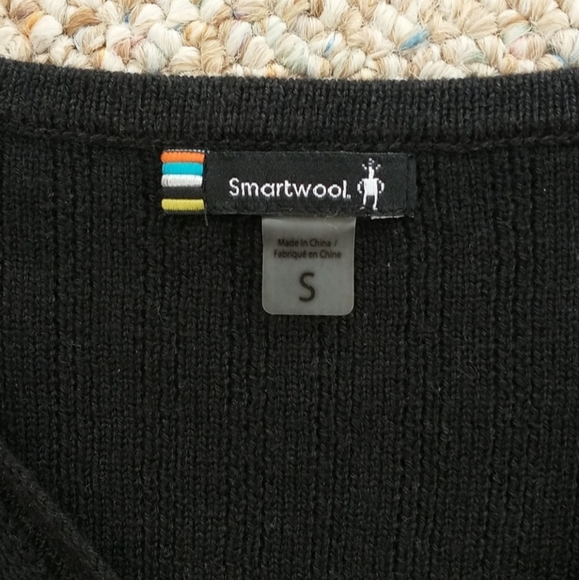 Smartwool.
Made in China /
Fabriqué en Chine
S